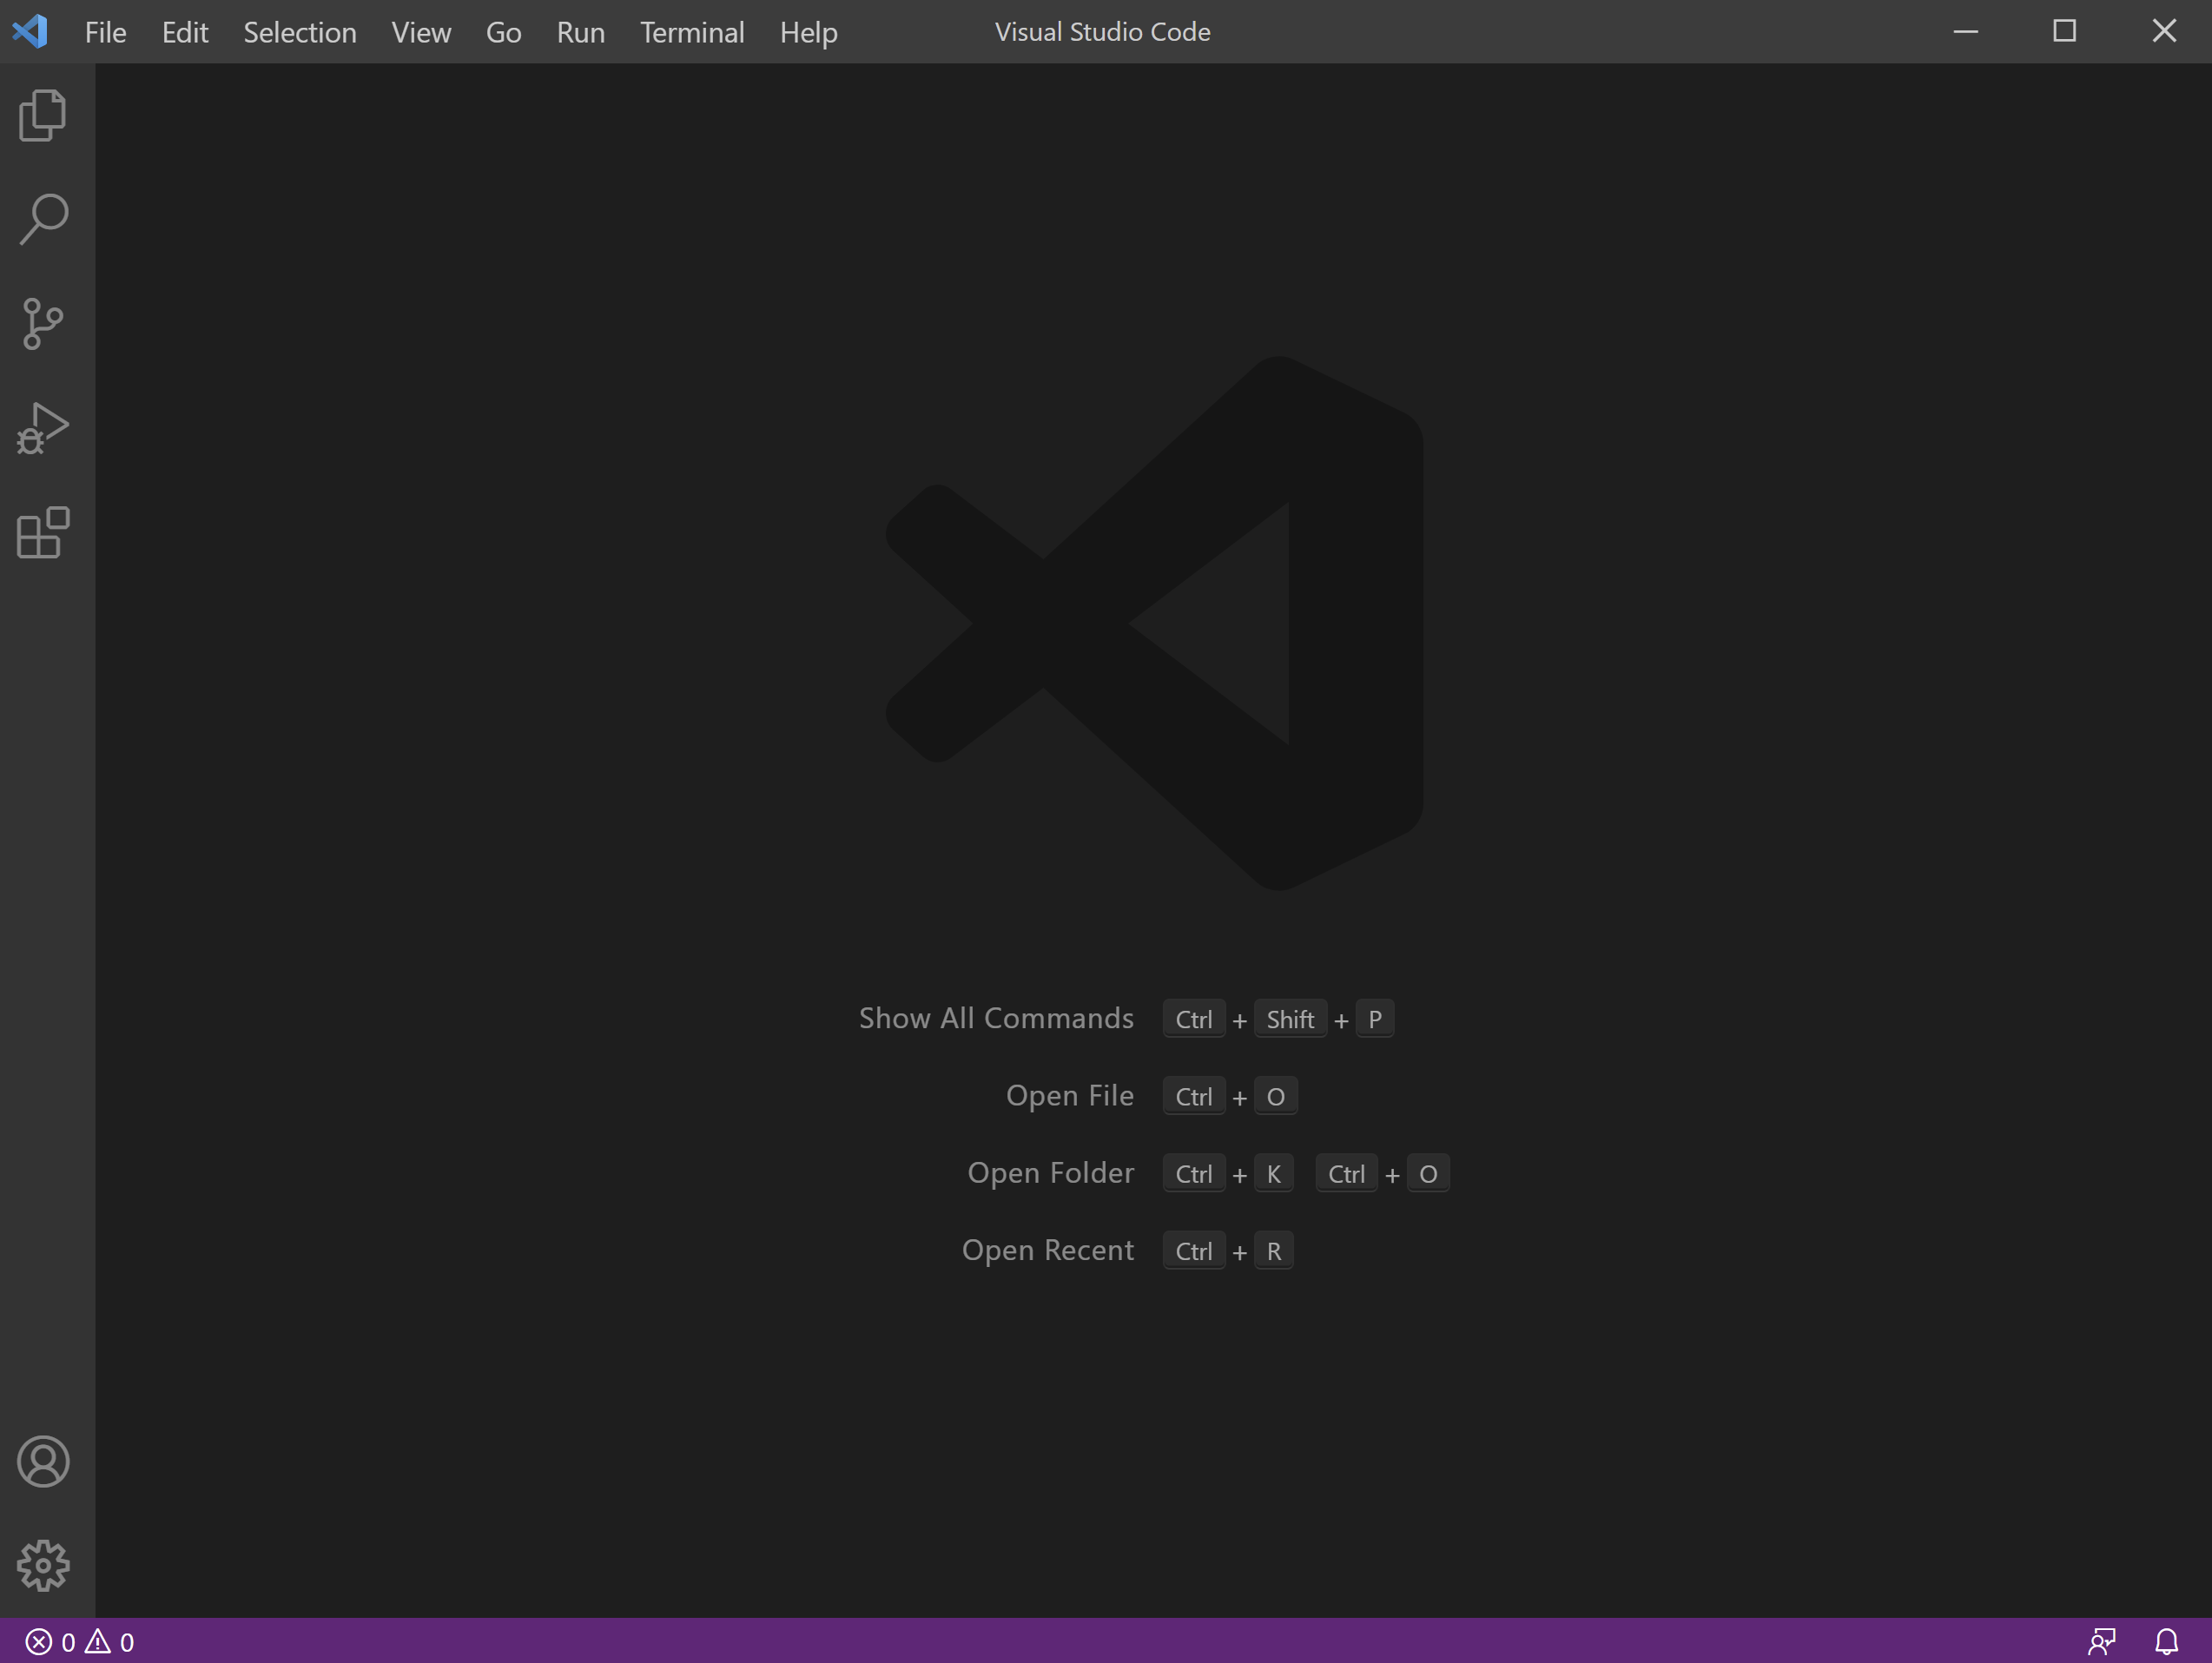 File Edit Selection View Go Run Terminal Help Visual Studio Code
Show All Commands Ctrl + Shift + P
Open File Ctrl + O
Open Folder Ctrl + K Ctrl + O
Open Recent Ctrl + R
0 0